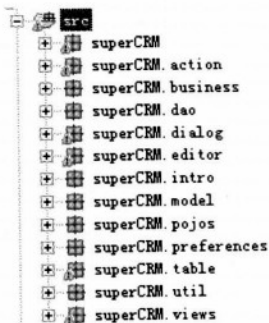 src
superCRM
superCRM.action
superCRM.business
superCRM.dao
superCRM.dialog
superCRM.editor
superCRM.intro
superCRM.model
superCRM.pojos
superCRM.preferences
superCRM.table
superCRM.util
superCRM.views